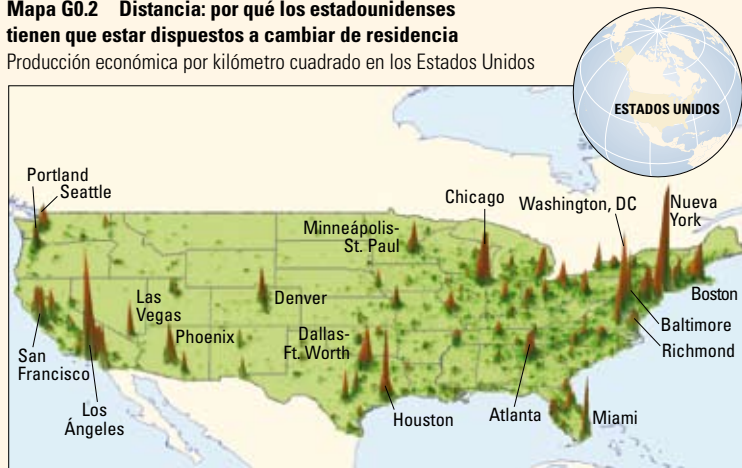 Mapa G0.2 Distancia: por qué los estadounidenses
tienen que estar dispuestos a cambiar de residencia
Producción económica por kilómetro cuadrado en los Estados Unidos
ESTADOS UNIDOS
Portland
Seattle
Chicago
Washington, DC
Nueva
York
Minneápolis-
St. Paul
Las
Vegas
Denver
Boston
Phoenix
Dallas-
Ft. Worth
Baltimore
Richmond
San
Francisco
Los
Ángeles
Houston
Atlanta
Miami